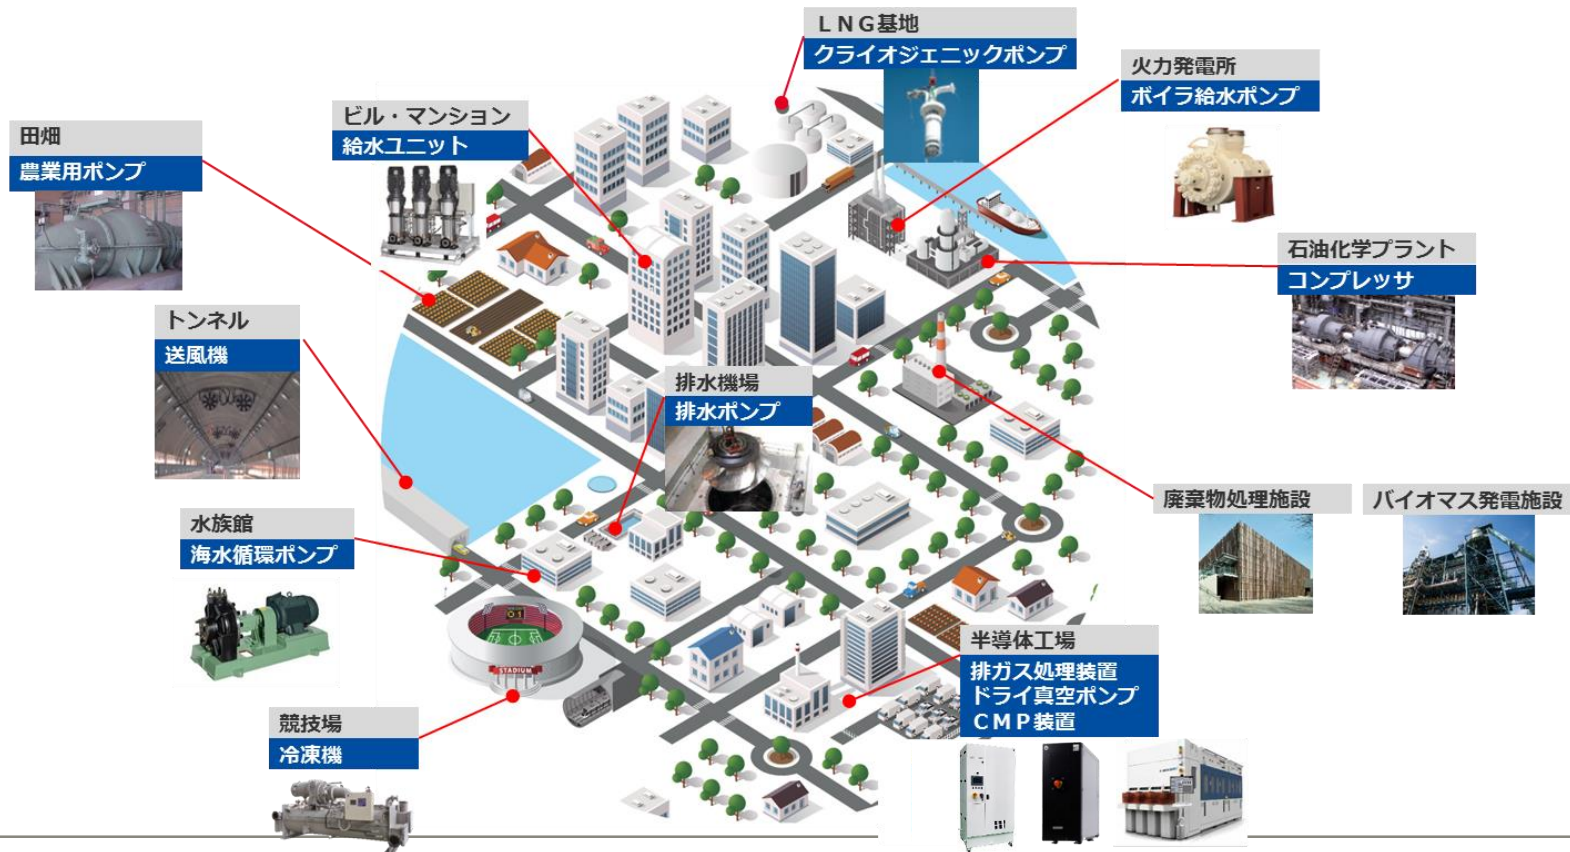 ＬＮＧ基地
クライオジェニックポンプ
火力発電所
ボイラ給水ポンプ
ビル・マンション
給水ユニット
田畑
農業用ポンプ
石油化学プラント
コンプレッサ
トンネル
送風機
排水機場
排水ポンプ
廃棄物処理施設
バイオマス発電施設
水族館
海水循環ポンプ
STADIUM
半導体工場
排ガス処理装置
ドライ真空ポンプ
ＣＭＰ装置
競技場
冷凍機